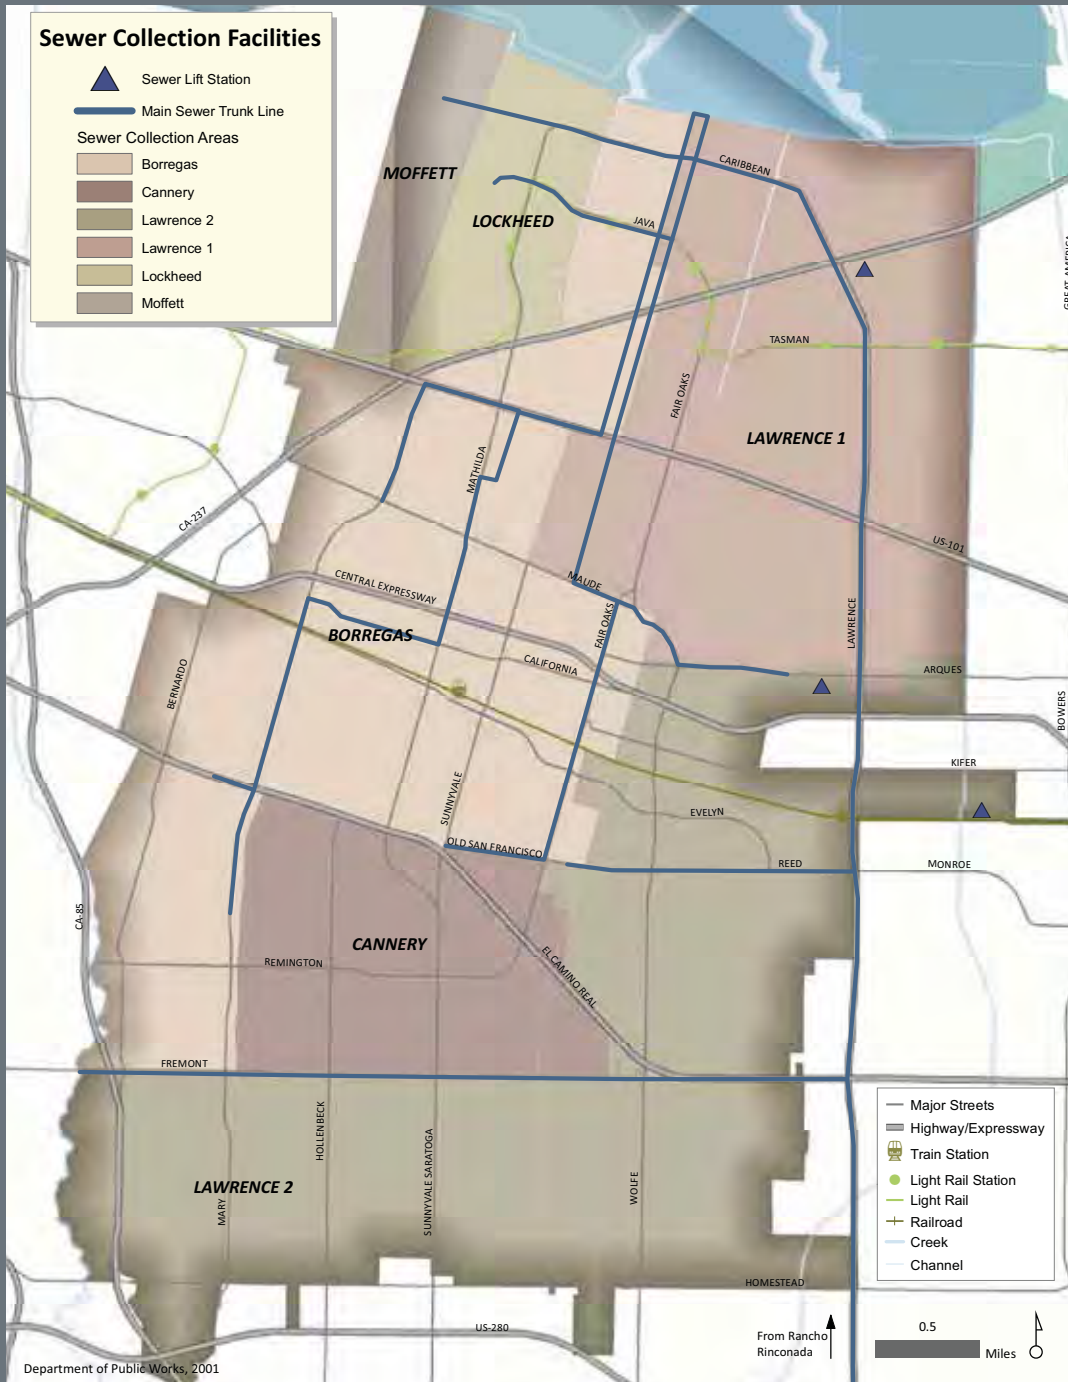 Sewer Collection Facilities
Sewer Lift Station
Main Sewer Trunk Line
Sewer Collection Areas
Borregas
Cannery
Lawrence 2
Lawrence 1
Lockheed
Moffett
MOFFETT
LOCKHEED
CARIBBEAN
JAVA
GREAT AMERICA
TASMAN
FAIR OAKS
LAWRENCE 1
MATHILDA
CA-237
US-101
CENTRAL EXPRESSWAY
MAUDE
FAIR OAKS
LAWRENCE
BORREGAS
CALIFORNIA
BERNARDO
ARQUES
BOWERS
KIFER
SUNNYVALE
EVELYN
OLD SAN FRANCISCO
REED
MONROE
CA-85
CANNERY
REMINGTON
EL CAMINO REAL
FREMONT
HOLLENBECK
SUNNYVALE SARATOGA
WOLFE
LAWRENCE 2
MARY
HOMESTEAD
US-280
Major Streets
Highway/Expressway
Train Station
Light Rail Station
Light Rail
Railroad
Creek
Channel
From Rancho
Rinconada
0.5
Miles
Department of Public Works, 2001